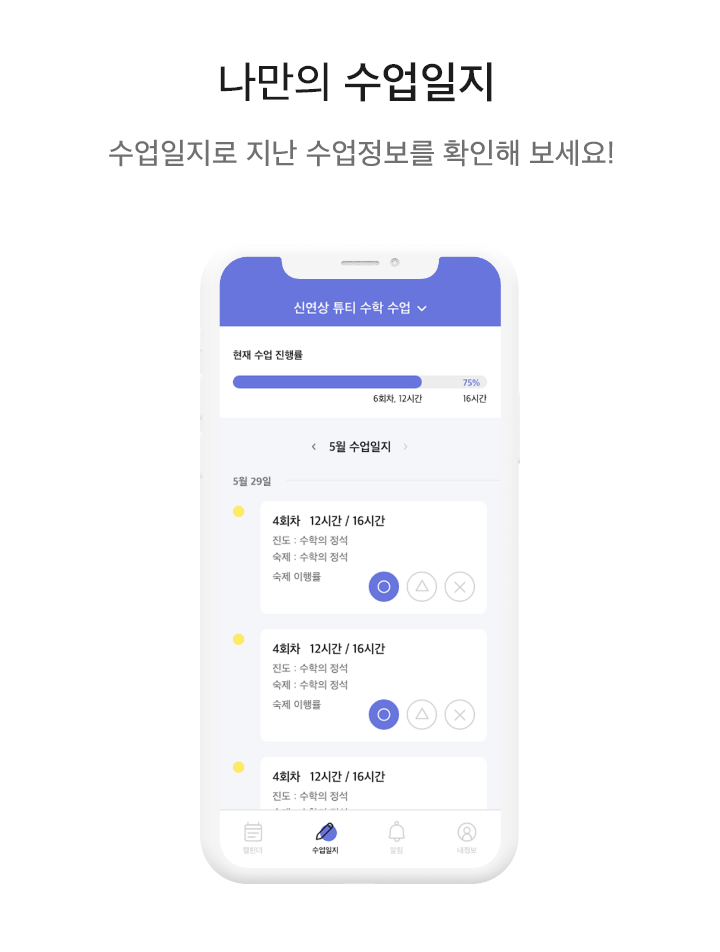 나만의 수업일지
수업일지로 지난 수업정보를 확인해 보세요!
신연상 튜티 수학 수업
현재 수업 진행률
75%
6회차, 12시간 16시간
5월 수업일지
5월 29일
4회차 12시간 / 16시간
진도 : 수학의 정석
숙제 : 수학의 정석
숙제 이행률
4회차 12시간 / 16시간
진도 : 수학의 정석
숙제 : 수학의 정석
숙제 이행률
4회차 12시간 / 16시간
진도 : 수학의 정석
캘린더 수업일지 알림 내정보